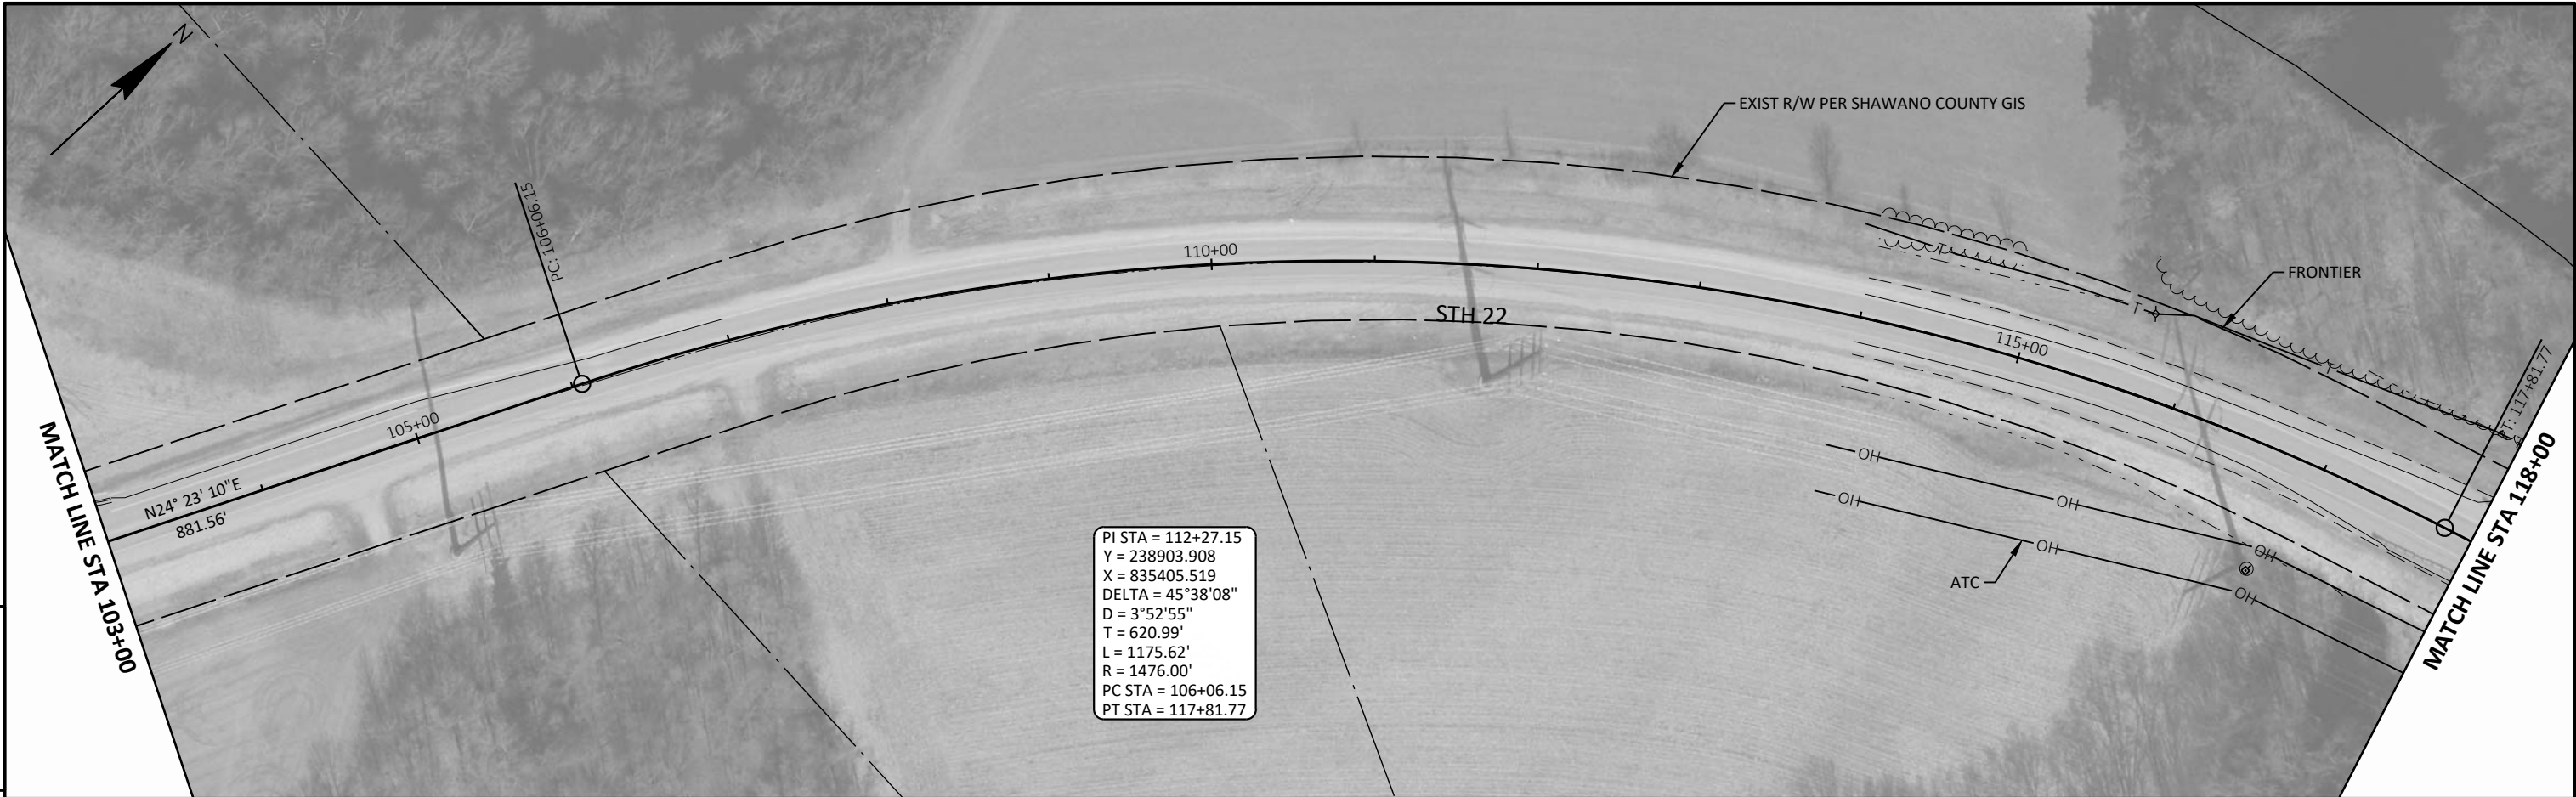 N
EXIST R/W PER SHAWANO COUNTY GIS
PC: 106+06.15
110+00
T
FRONTIER
T
STH 22
115+00
T
T: 117+81.77
105+00
MATCH LINE STA 103+00
N24° 23' 10"E
881.56'
OH
OH
OH
OH
OH
OH
ATC
MATCH LINE STA 118+00
PI STA = 112+27.15
Y = 238903.908
X = 835405.519
DELTA = 45°38'08"
D = 3°52'55"
T = 620.99'
L = 1175.62'
R = 1476.00'
PC STA = 106+06.15
PT STA = 117+81.77